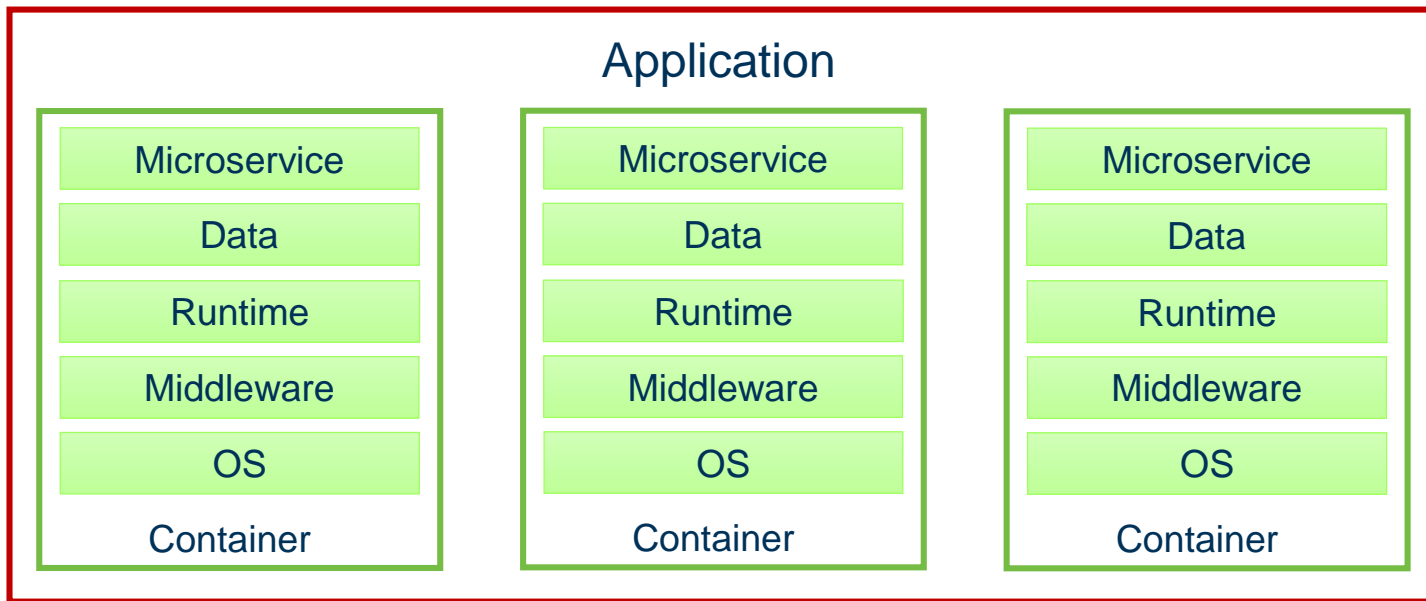 Application
Microservice
Data
Runtime
Middleware
OS
Container
Microservice
Data
Runtime
Middleware
OS
Container
Microservice
Data
Runtime
Middleware
OS
Container